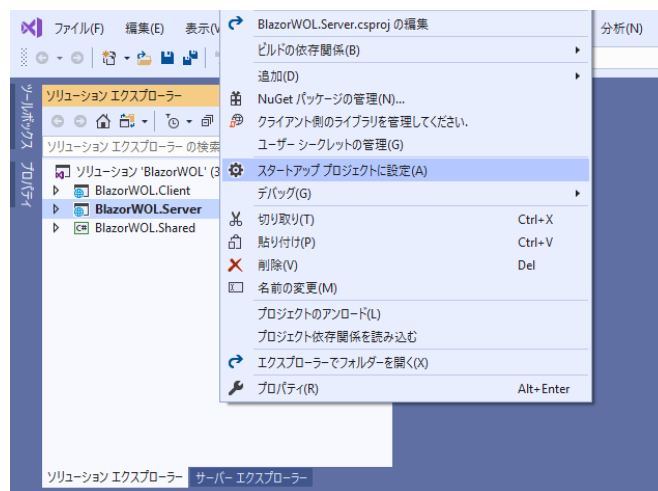 ファイル(F) 編集(E) 表示(V 分析(N)
ツールボックス
プロパティ
ソリューション エクスプローラー
ソリューション エクスプローラー の検索
ソリューション 'BlazorWOL' (3
BlazorWOL.Client
BlazorWOL.Server
C# BlazorWOL.Shared
BlazorWOL.Server.csproj の編集
ビルドの依存関係(B)
追加(D)
NuGet パッケージの管理(N)...
クライアント側のライブラリを管理してください.
ユーザー シークレットの管理(G)
スタートアップ プロジェクトに設定(A)
デバッグ(G)
切り取り(T) Ctrl+X
貼り付け(P) Ctrl+V
削除(V) Del
名前の変更(M)
プロジェクトのアンロード(L)
プロジェクト依存関係を読み込む
エクスプローラーでフォルダーを開く(X)
プロパティ(R) Alt+Enter
ソリューション エクスプローラー サーバー エクスプローラー